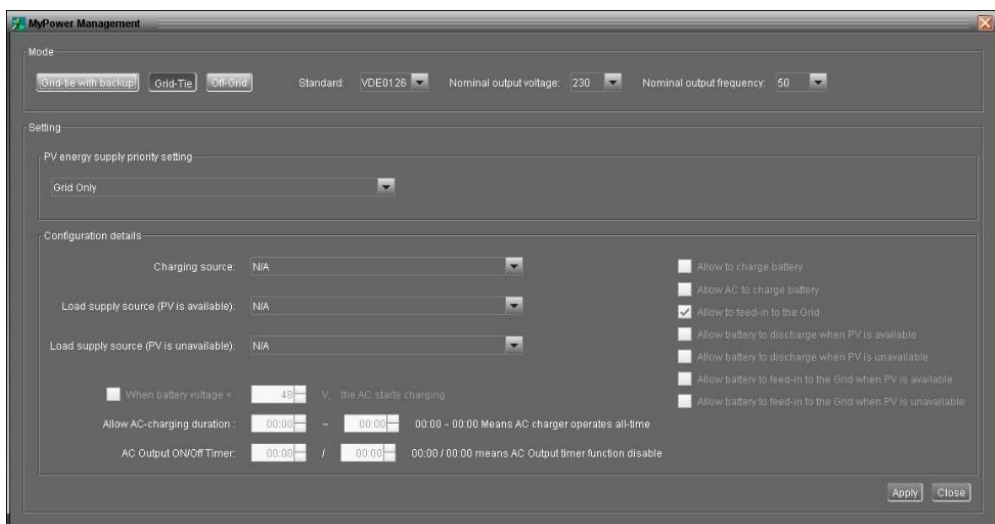 MyPower Management
Mode
Grid-tie with backup Grid-Tie Off-Grid Standard: VDE0126 Nominal output voltage: 230 Nominal output frequency: 50
Setting
PV energy supply priority setting
Grid Only
Configuration details
Charging source: N/A
Allow to charge battery
Allow AC to charge battery
Load supply source (PV is available): N/A
Allow to feed-in to the Grid
Allow battery to discharge when PV is available
Load supply source (PV is unavailable): N/A
Allow battery to discharge when PV is unavailable
Allow battery to feed-in to the Grid when PV is available
When battery voltage < 48 V, the AC starts charging
Allow battery to feed-in to the Grid when PV is unavailable
Allow AC-charging duration : 00:00 ~ 00:00 00:00 ~ 00:00 Means AC charger operates all-time
AC Output ON/Off Timer: 00:00 / 00:00 00:00 / 00:00 means AC Output timer function disable
Apply Close